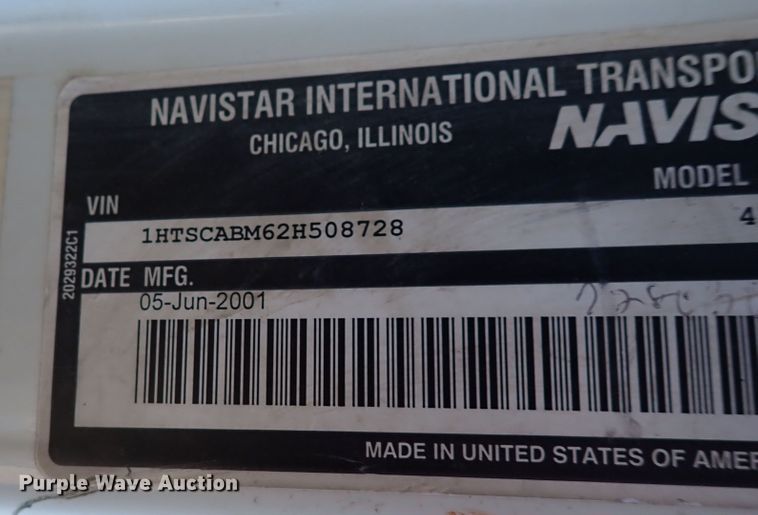 NAVISTAR INTERNATIONAL TRANSPO
CHICAGO, ILLINOIS
NAVIS
MODEL
VIN
1HTSCABM62H508728 4
2029322C1
DATE MFG.
05-Jun-2001
MADE IN UNITED STATES OF AMER
Purple Wave Auction